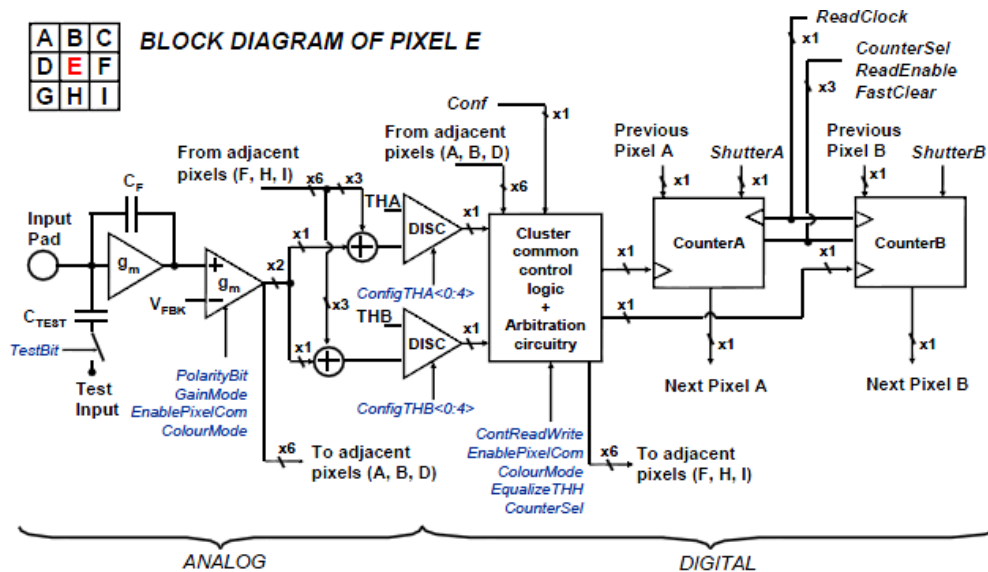 A B C
D E F
G H I
BLOCK DIAGRAM OF PIXEL E
ReadClock
x1
CounterSel
ReadEnable
FastClear
x3
Conf
x1
From adjacent
pixels (F, H, I)
x6
x3
From adjacent
pixels (A, B, D)
x6
Previous
Pixel A
x1
ShutterA
x1
Previous
Pixel B
x1
ShutterB
CF
Input
Pad
gm
CTEST
TestBit
Test
Input
VFBK
+
gm
x2
x1
x3
x1
THA
DISC
x1
ConfigTHA<0:4>
THB
DISC
x1
ConfigTHB<0:4>
Cluster
common
control
logic
+
Arbitration
circuitry
x1
x1
CounterA
CounterB
x1
x1
Next Pixel A
x1
Next Pixel B
PolarityBit
GainMode
EnablePixelCom
ColourMode
x6
To adjacent
pixels (A, B, D)
ContReadWrite
EnablePixelCom
ColourMode
EqualizeTHH
CounterSel
x6
To adjacent
pixels (F, H, I)
ANALOG
DIGITAL